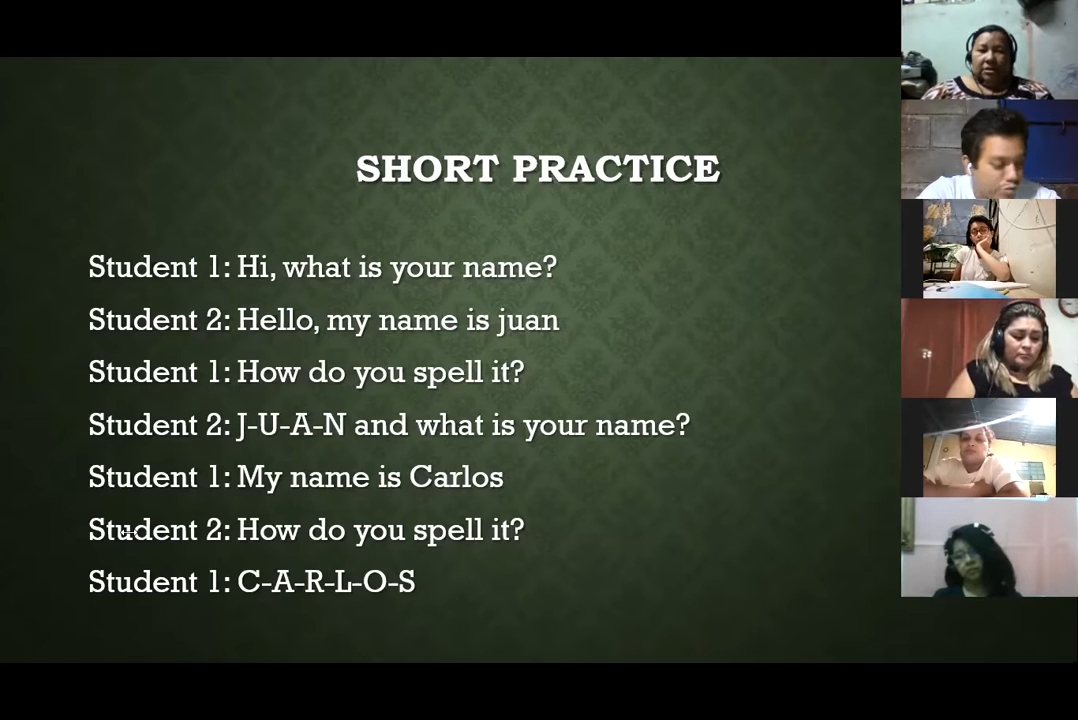 SHORT PRACTICE
Student 1: Hi, what is your name?
Student 2: Hello, my name is juan
Student 1: How do you spell it?
Student 2: J-U-A-N and what is your name?
Student 1: My name is Carlos
Student 2: How do you spell it?
Student 1: C-A-R-L-O-S